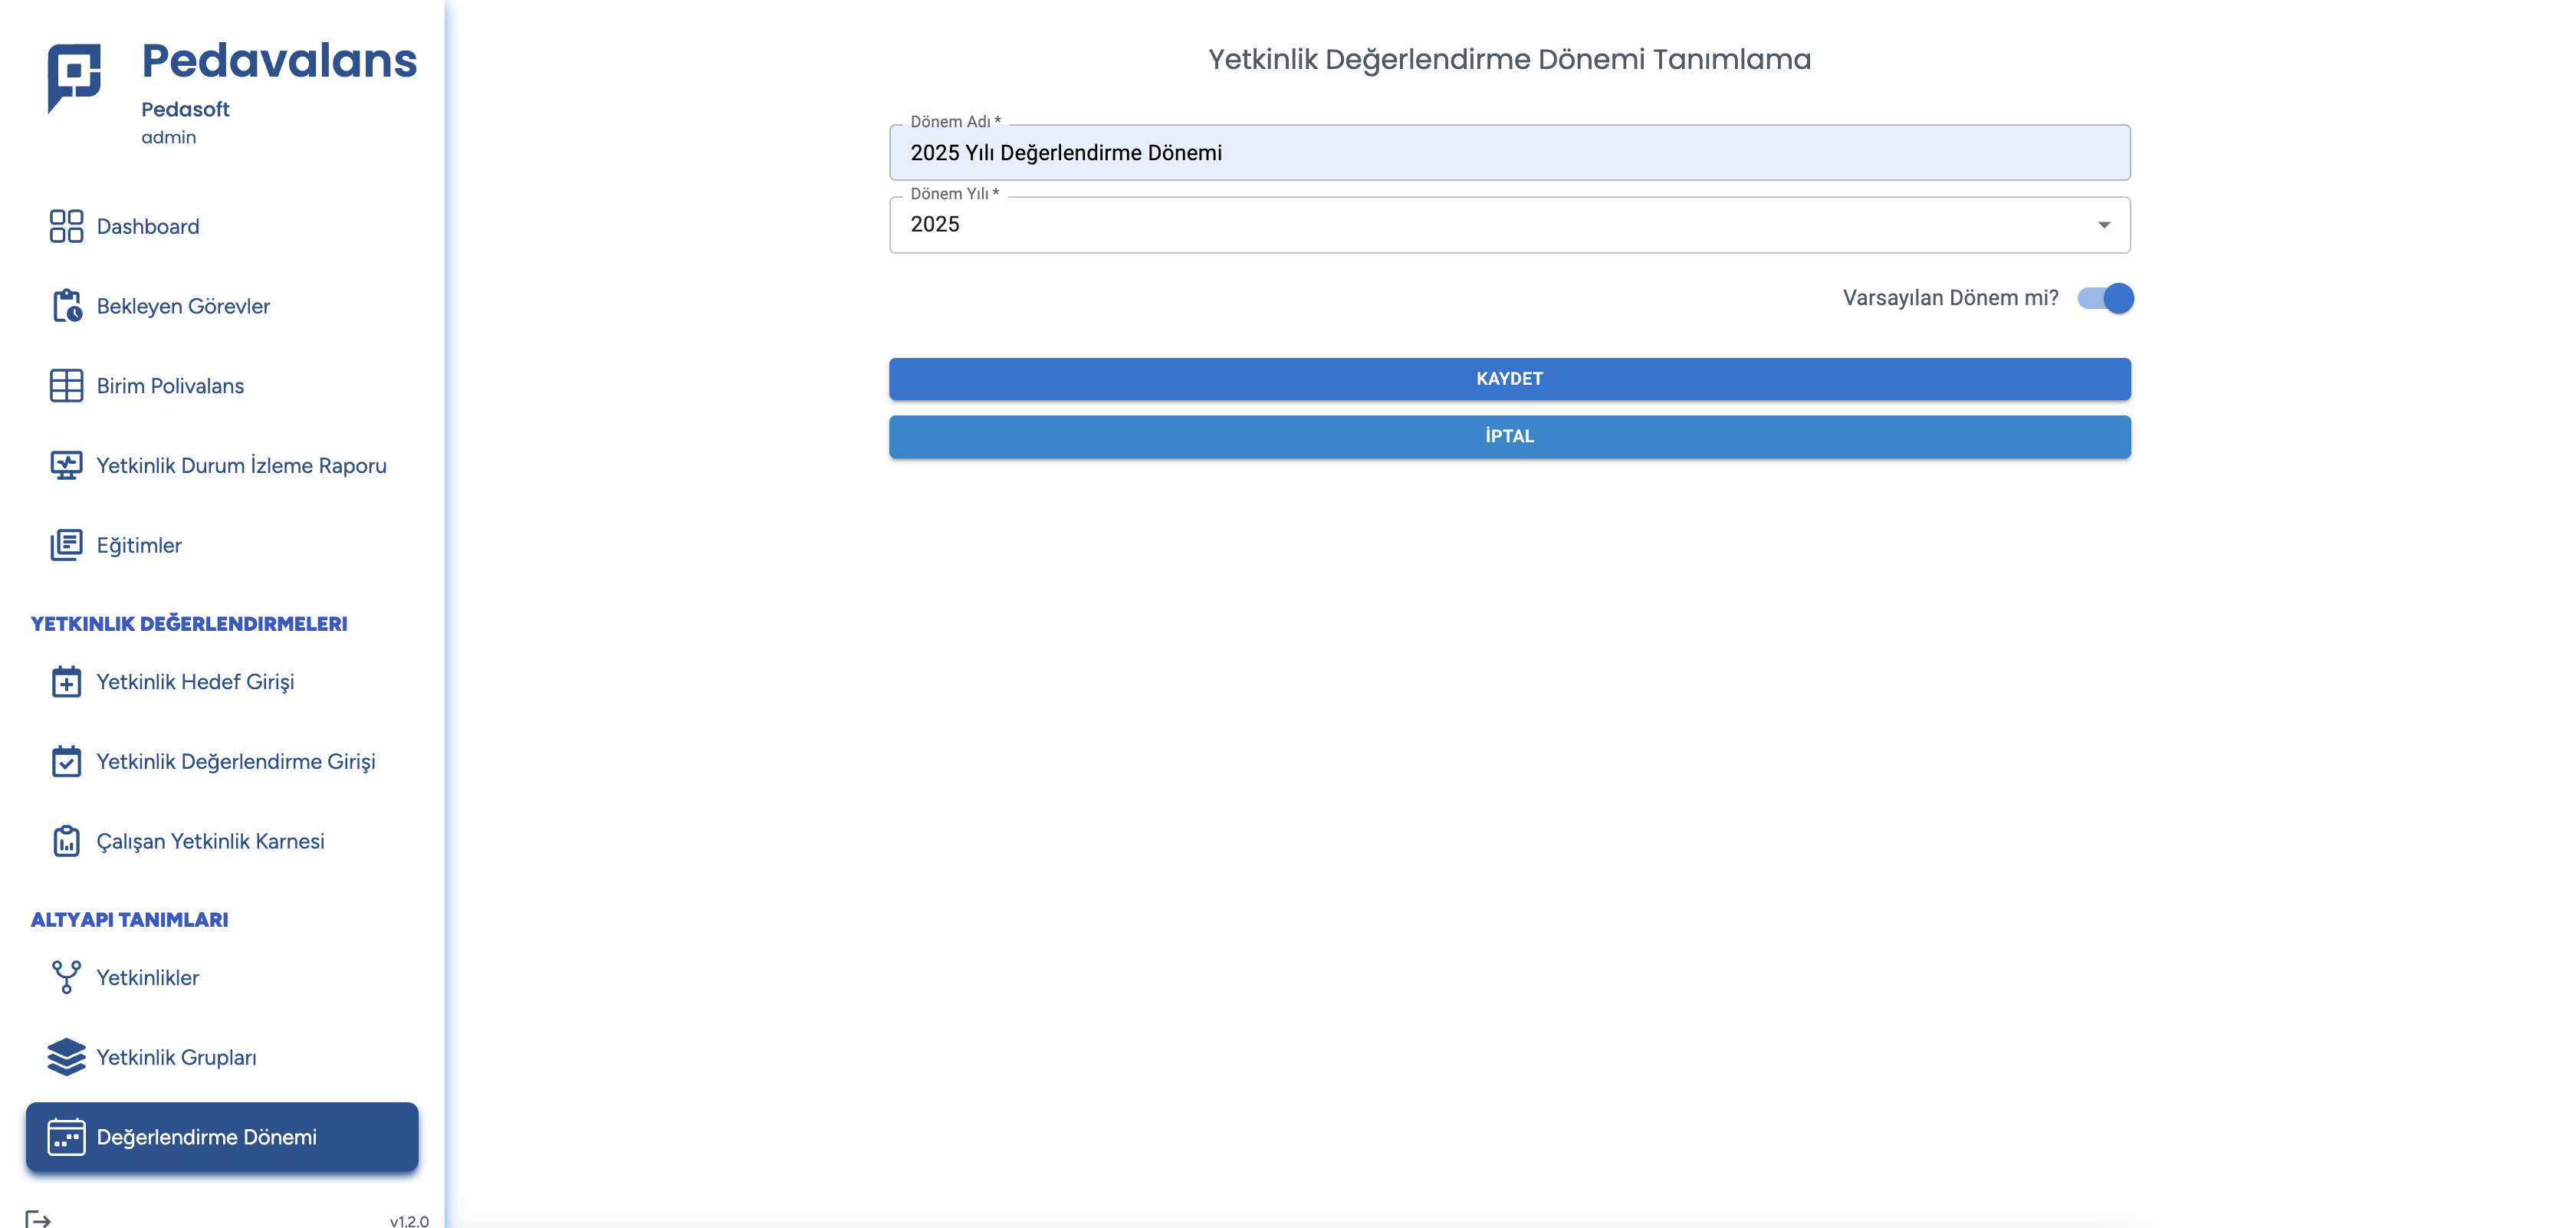 Pedavalans
Pedasoft
admin
Dashboard
Bekleyen Görevler
Birim Polivalans
Yetkinlik Durum İzleme Raporu
Eğitimler
YETKINLIK DEĞERLENDIRMELERI
Yetkinlik Hedef Girişi
Yetkinlik Değerlendirme Girişi
Çalışan Yetkinlik Karnesi
ALTYAPI TANIMLARI
Yetkinlikler
Yetkinlik Grupları
Değerlendirme Dönemi
v1.2.0
Yetkinlik Değerlendirme Dönemi Tanımlama
Dönem Adı *
2025 Yılı Değerlendirme Dönemi
Dönem Yılı *
2025
Varsayılan Dönem mi?
KAYDET
İPTAL